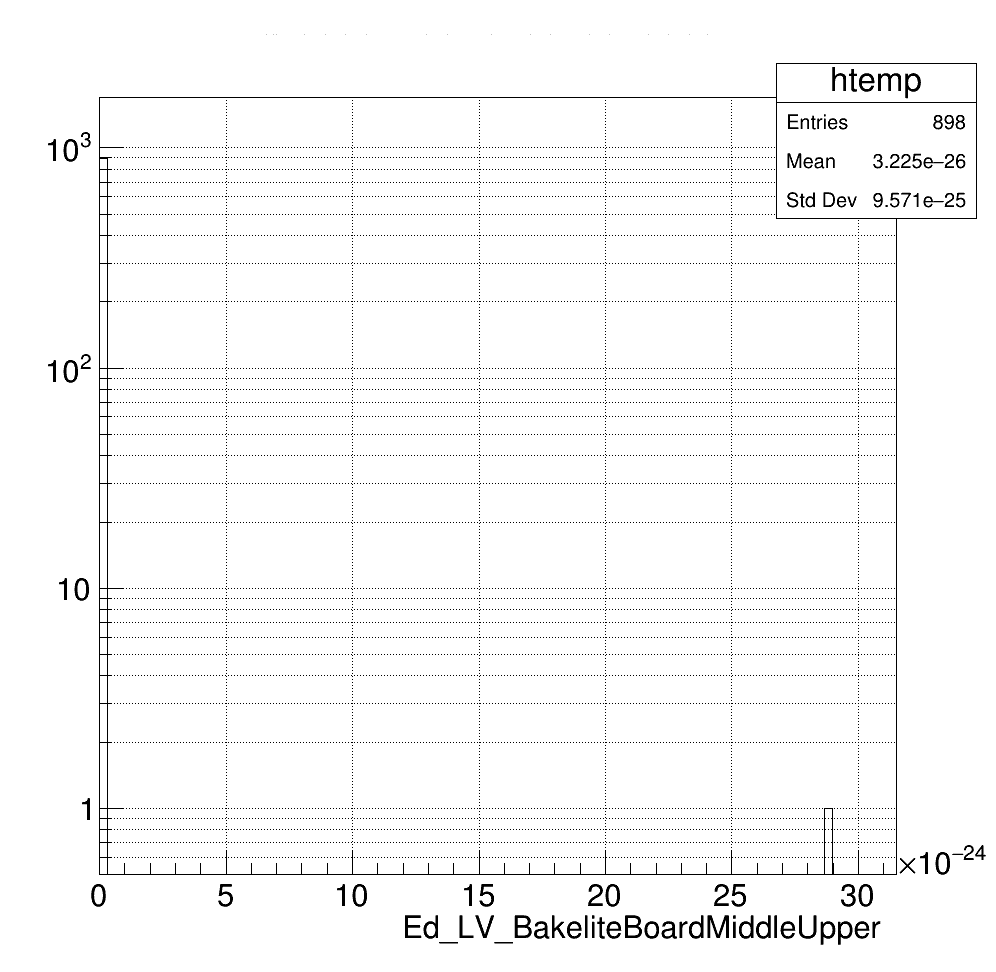 htemp
Entries 898
Mean 3.225e–26
Std Dev 9.571e–25
10³
10²
10
1
0 5 10 15 20 25 30 ×10⁻²⁴
Ed_LV_BakeliteBoardMiddleUpper